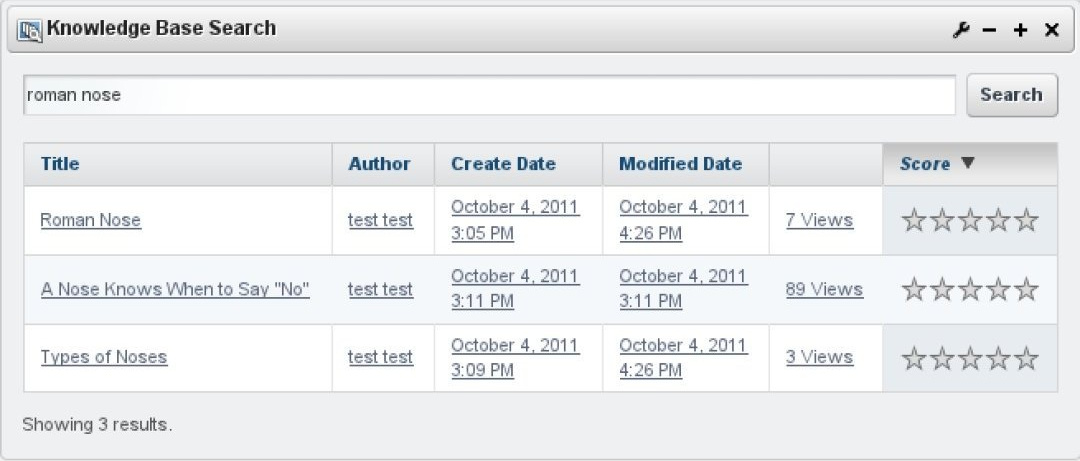 Knowledge Base Search
roman nose Search
Title Author Create Date Modified Date Score ▼
Roman Nose test test October 4, 2011 3:05 PM October 4, 2011 4:26 PM 7 Views
A Nose Knows When to Say "No" test test October 4, 2011 3:11 PM October 4, 2011 3:11 PM 89 Views
Types of Noses test test October 4, 2011 3:09 PM October 4, 2011 4:26 PM 3 Views
Showing 3 results.